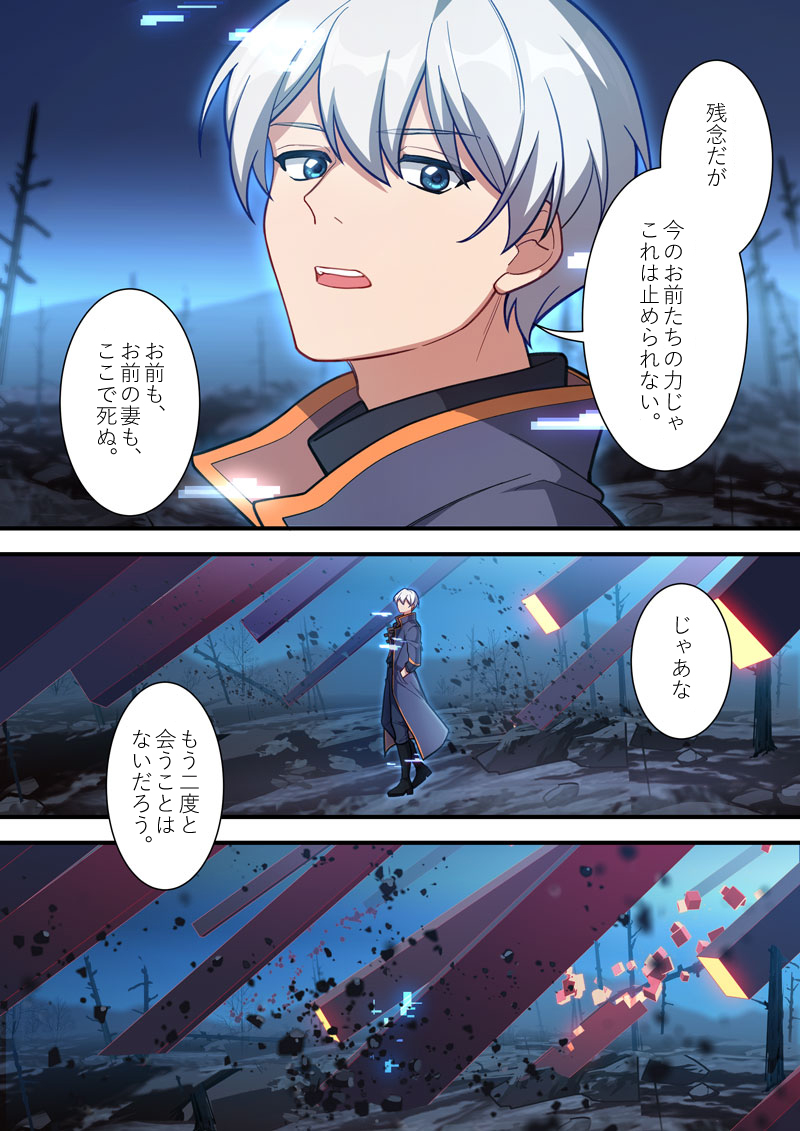 残念だが
今のお前たちの力じゃ
これは止められない。
お前も、
お前の妻も、
ここで死ぬ。
じゃあな
もう二度と
会うことは
ないだろう。